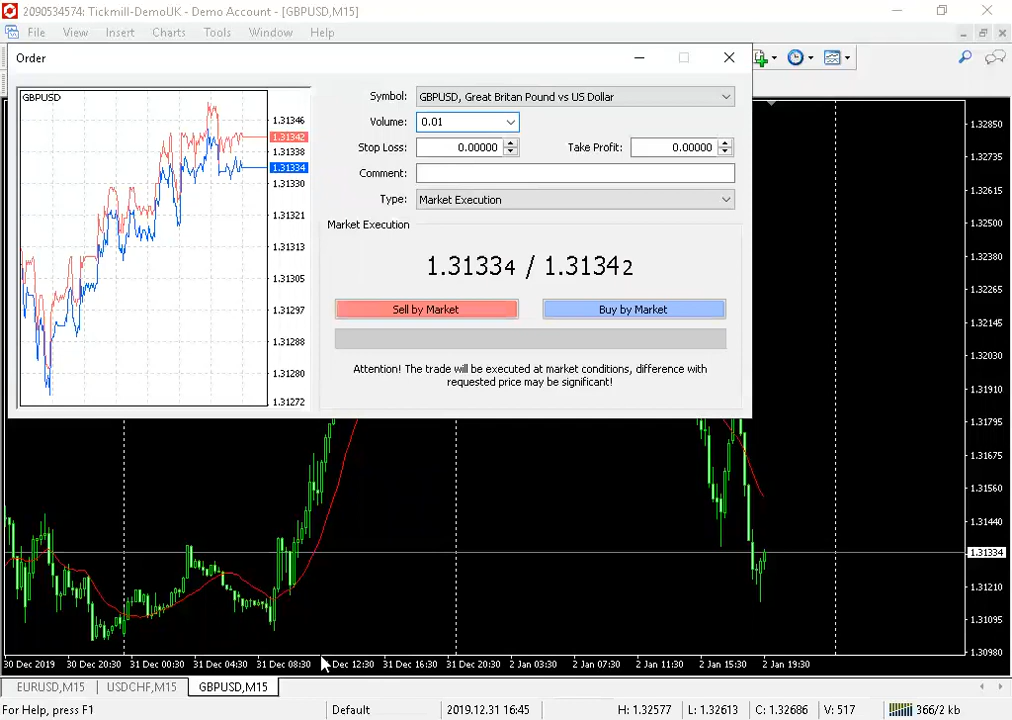 2090534574: Tickmill-DemoUK - Demo Account - [GBPUSD,M15]
File View Insert Charts Tools Window Help
Order
GBPUSD
1.31346
1.31342
1.31338
1.31334
1.31330
1.31321
1.31313
1.31305
1.31297
1.31288
1.31280
1.31272
Symbol: GBPUSD, Great Britan Pound vs US Dollar
Volume: 0.01
Stop Loss: 0.00000 Take Profit: 0.00000
Comment:
Type: Market Execution
Market Execution
1.31334 / 1.31342
Sell by Market Buy by Market
Attention! The trade will be executed at market conditions, difference with
requested price may be significant!
1.32850
1.32735
1.32615
1.32500
1.32380
1.32265
1.32145
1.32030
1.31910
1.31795
1.31675
1.31560
1.31440
1.31334
1.31210
1.31095
1.30980
30 Dec 2019 30 Dec 20:30 31 Dec 00:30 31 Dec 04:30 31 Dec 08:30 Dec 12:30 31 Dec 16:30 31 Dec 20:30 2 Jan 03:30 2 Jan 07:30 2 Jan 11:30 2 Jan 15:30 2 Jan 19:30
EURUSD,M15 USDCHF,M15 GBPUSD,M15
For Help, press F1 Default 2019.12.31 16:45 H: 1.32577 L: 1.32613 C: 1.32686 V: 517 366/2 kb